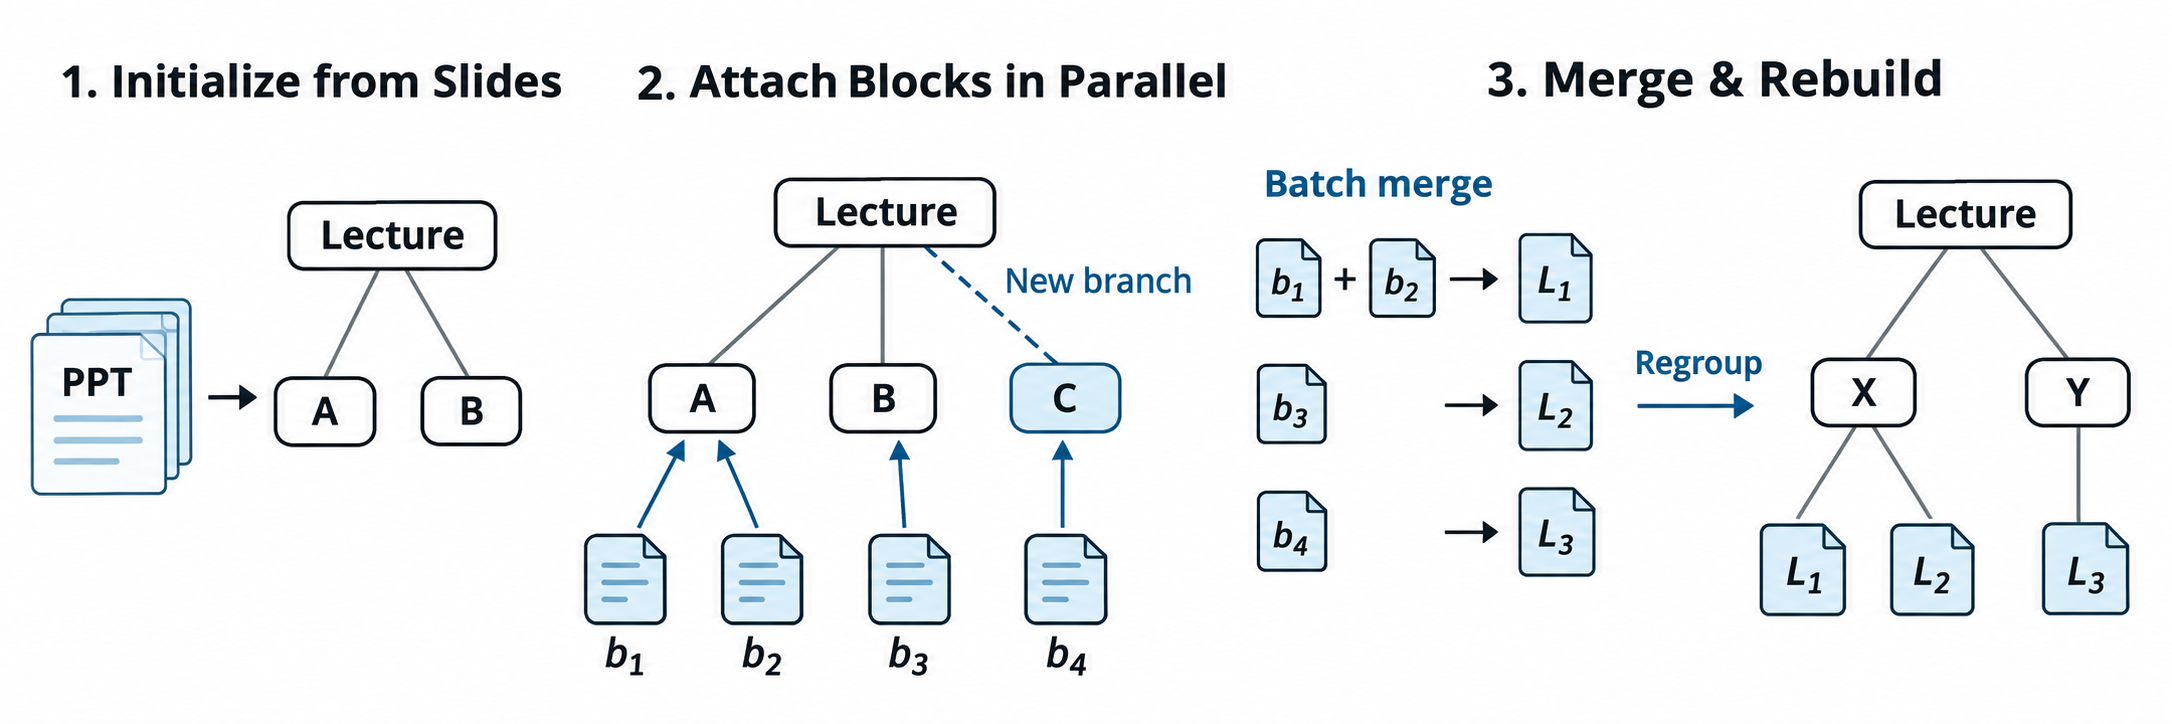 1. Initialize from Slides
PPT
Lecture
A
B
2. Attach Blocks in Parallel
Lecture
New branch
A
B
C
b1
b2
b3
b4
3. Merge & Rebuild
Batch merge
b1 + b2 → L1
b3 → L2
b4 → L3
Regroup
Lecture
X
Y
L1
L2
L3